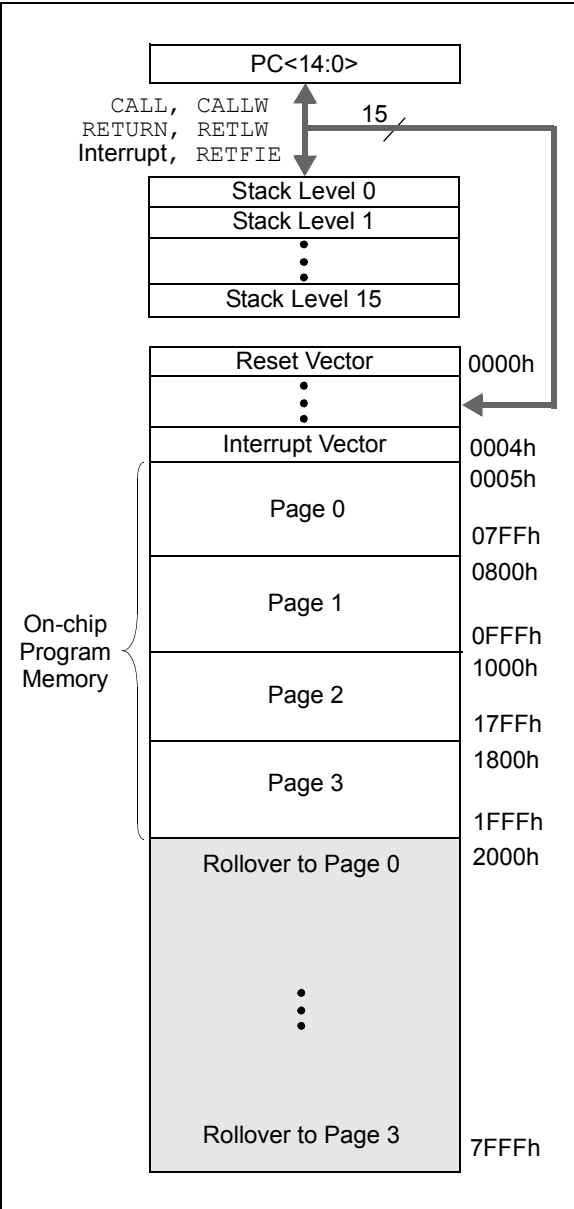 PC<14:0>
CALL, CALLW
RETURN, RETLW
Interrupt, RETFIE
15
Stack Level 0
Stack Level 1
Stack Level 15
Reset Vector
0000h
Interrupt Vector
0004h
0005h
Page 0
07FFh
0800h
Page 1
0FFFh
On-chip
Program
Memory
1000h
Page 2
17FFh
1800h
Page 3
1FFFh
Rollover to Page 0
2000h
Rollover to Page 3
7FFFh